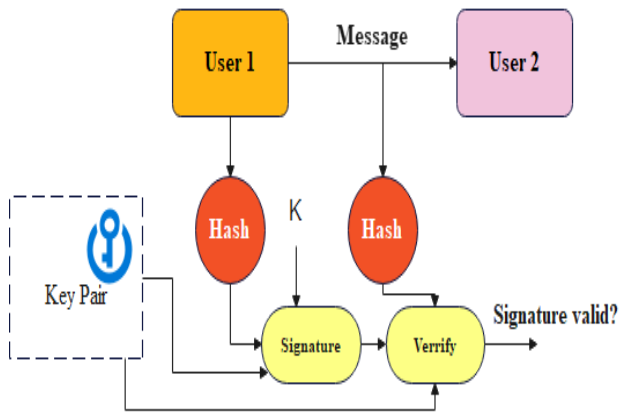 Message
User 1
User 2
Hash
K
Hash
Key Pair
Signature valid?
Signature
Verrify